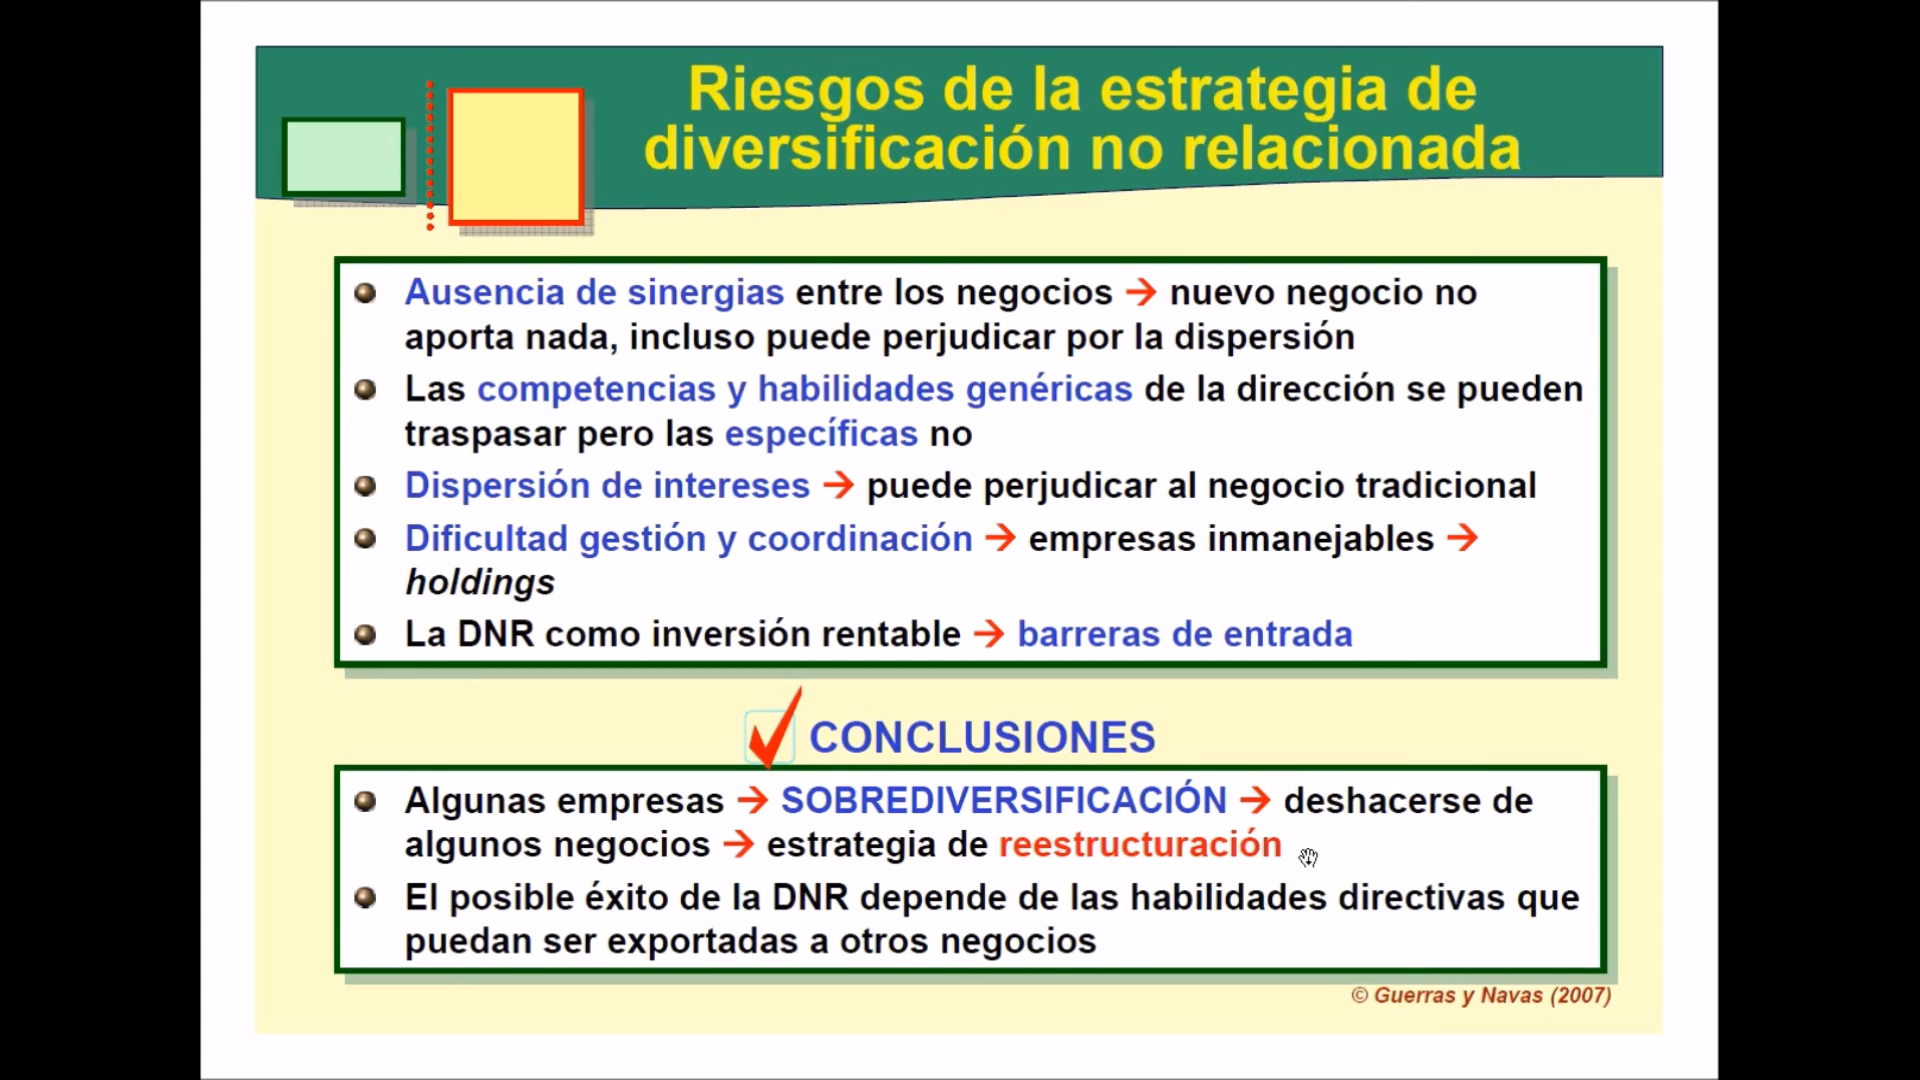 Riesgos de la estrategia de
diversificación no relacionada
Ausencia de sinergias entre los negocios → nuevo negocio no
aporta nada, incluso puede perjudicar por la dispersión
Las competencias y habilidades genéricas de la dirección se pueden
traspasar pero las específicas no
Dispersión de intereses → puede perjudicar al negocio tradicional
Dificultad gestión y coordinación → empresas inmanejables →
holdings
La DNR como inversión rentable → barreras de entrada
CONCLUSIONES
Algunas empresas → SOBREDIVERSIFICACIÓN → deshacerse de
algunos negocios → estrategia de reestructuración
El posible éxito de la DNR depende de las habilidades directivas que
puedan ser exportadas a otros negocios
© Guerras y Navas (2007)